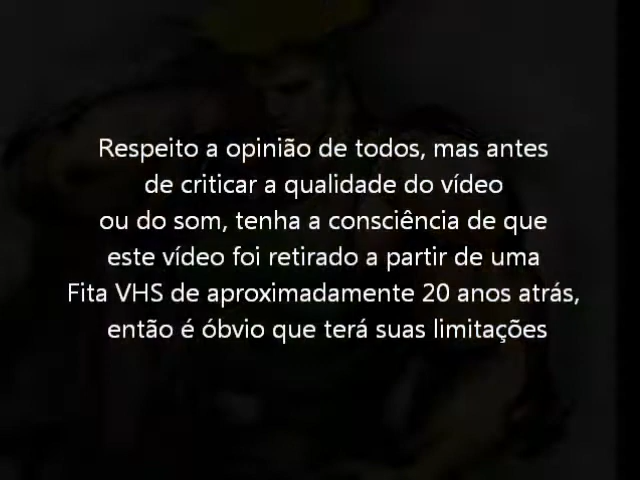 Respeito a opinião de todos, mas antes
de criticar a qualidade do vídeo
ou do som, tenha a consciência de que
este vídeo foi retirado a partir de uma
Fita VHS de aproximadamente 20 anos atrás,
então é óbvio que terá suas limitações